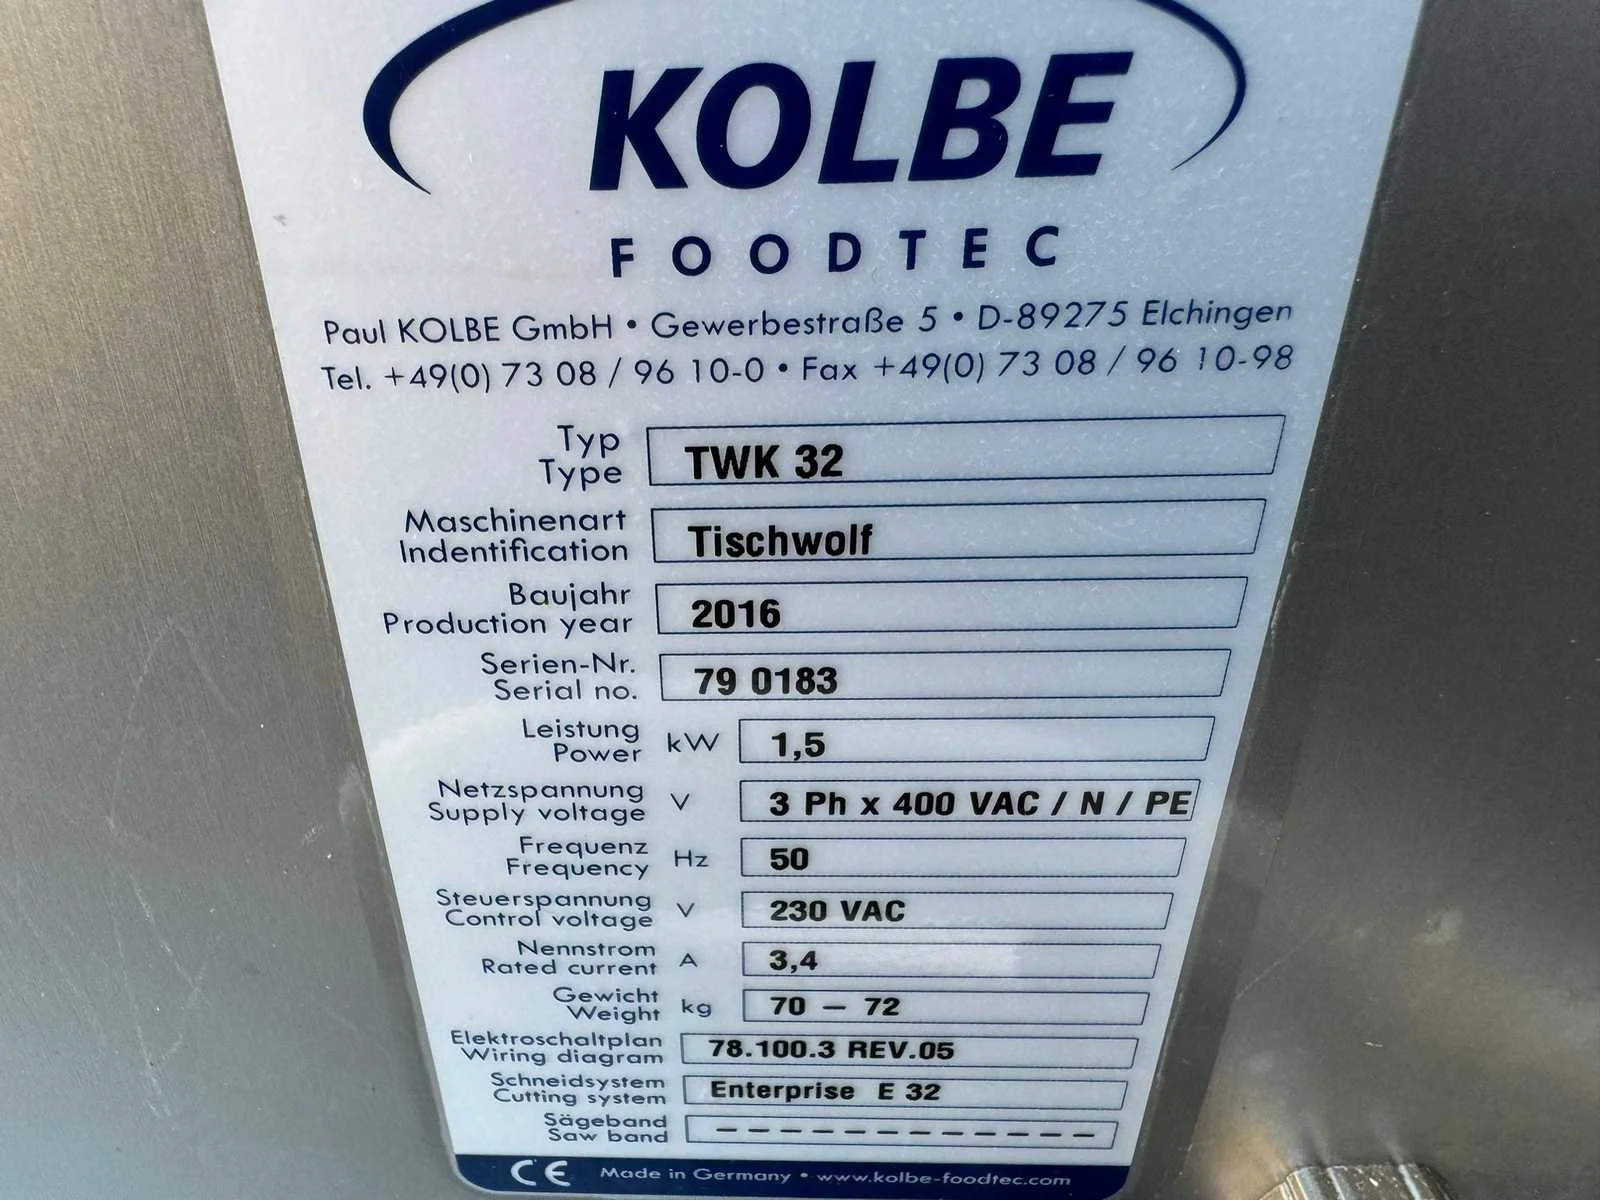 KOLBE
FOODTEC
Paul KOLBE GmbH • Gewerbestraße 5 • D-89275 Elchingen
Tel. +49(0) 73 08 / 96 10-0 • Fax +49(0) 73 08 / 96 10-98
Typ
Type
TWK 32
Maschinenart
Indentification
Tischwolf
Baujahr
Production year
2016
Serien-Nr.
Serial no.
79 0183
Leistung
Power
kW
1,5
Netzspannung
Supply voltage
V
3 Ph x 400 VAC / N / PE
Frequenz
Frequency
Hz
50
Steuerspannung
Control voltage
V
230 VAC
Nennstrom
Rated current
A
3,4
Gewicht
Weight
kg
70 – 72
Elektroschaltplan
Wiring diagram
78.100.3 REV.05
Schneidsystem
Cutting system
Enterprise E 32
Sägeband
Saw band
– – – – – – – – – – – – –
CE Made in Germany • www.kolbe-foodtec.com